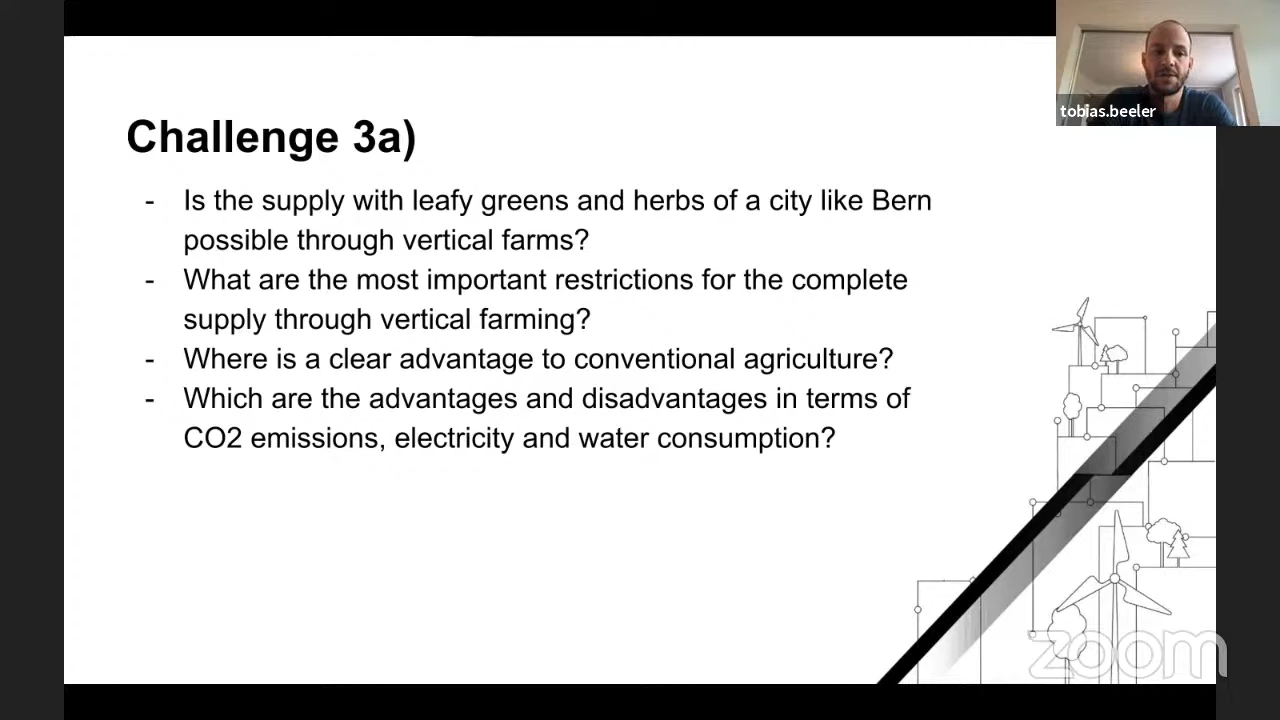 tobias.beeler
Challenge 3a)
- Is the supply with leafy greens and herbs of a city like Bern
possible through vertical farms?
- What are the most important restrictions for the complete
supply through vertical farming?
- Where is a clear advantage to conventional agriculture?
- Which are the advantages and disadvantages in terms of
CO2 emissions, electricity and water consumption?
zoom